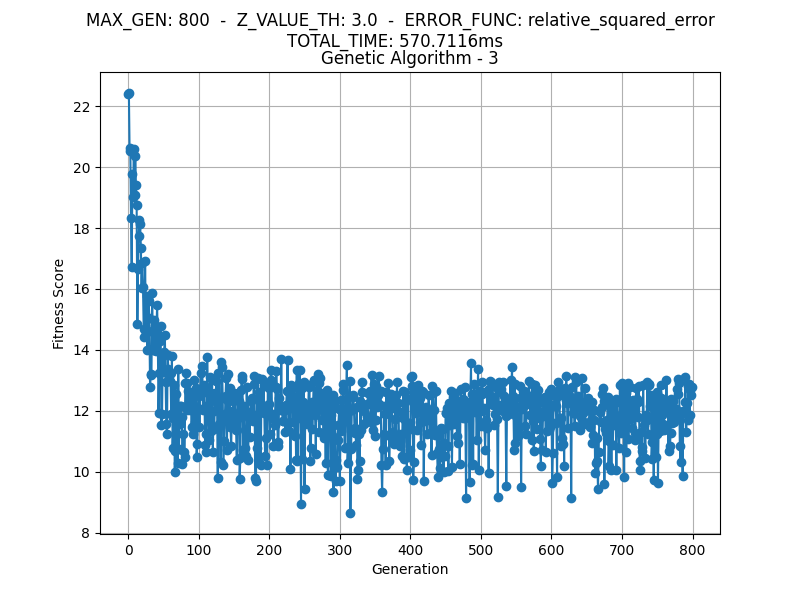 MAX_GEN: 800  -  Z_VALUE_TH: 3.0  -  ERROR_FUNC: relative_squared_error
TOTAL_TIME: 570.7116ms
Genetic Algorithm - 3
22
20
18
16
14
12
10
8
Fitness Score
0 100 200 300 400 500 600 700 800
Generation